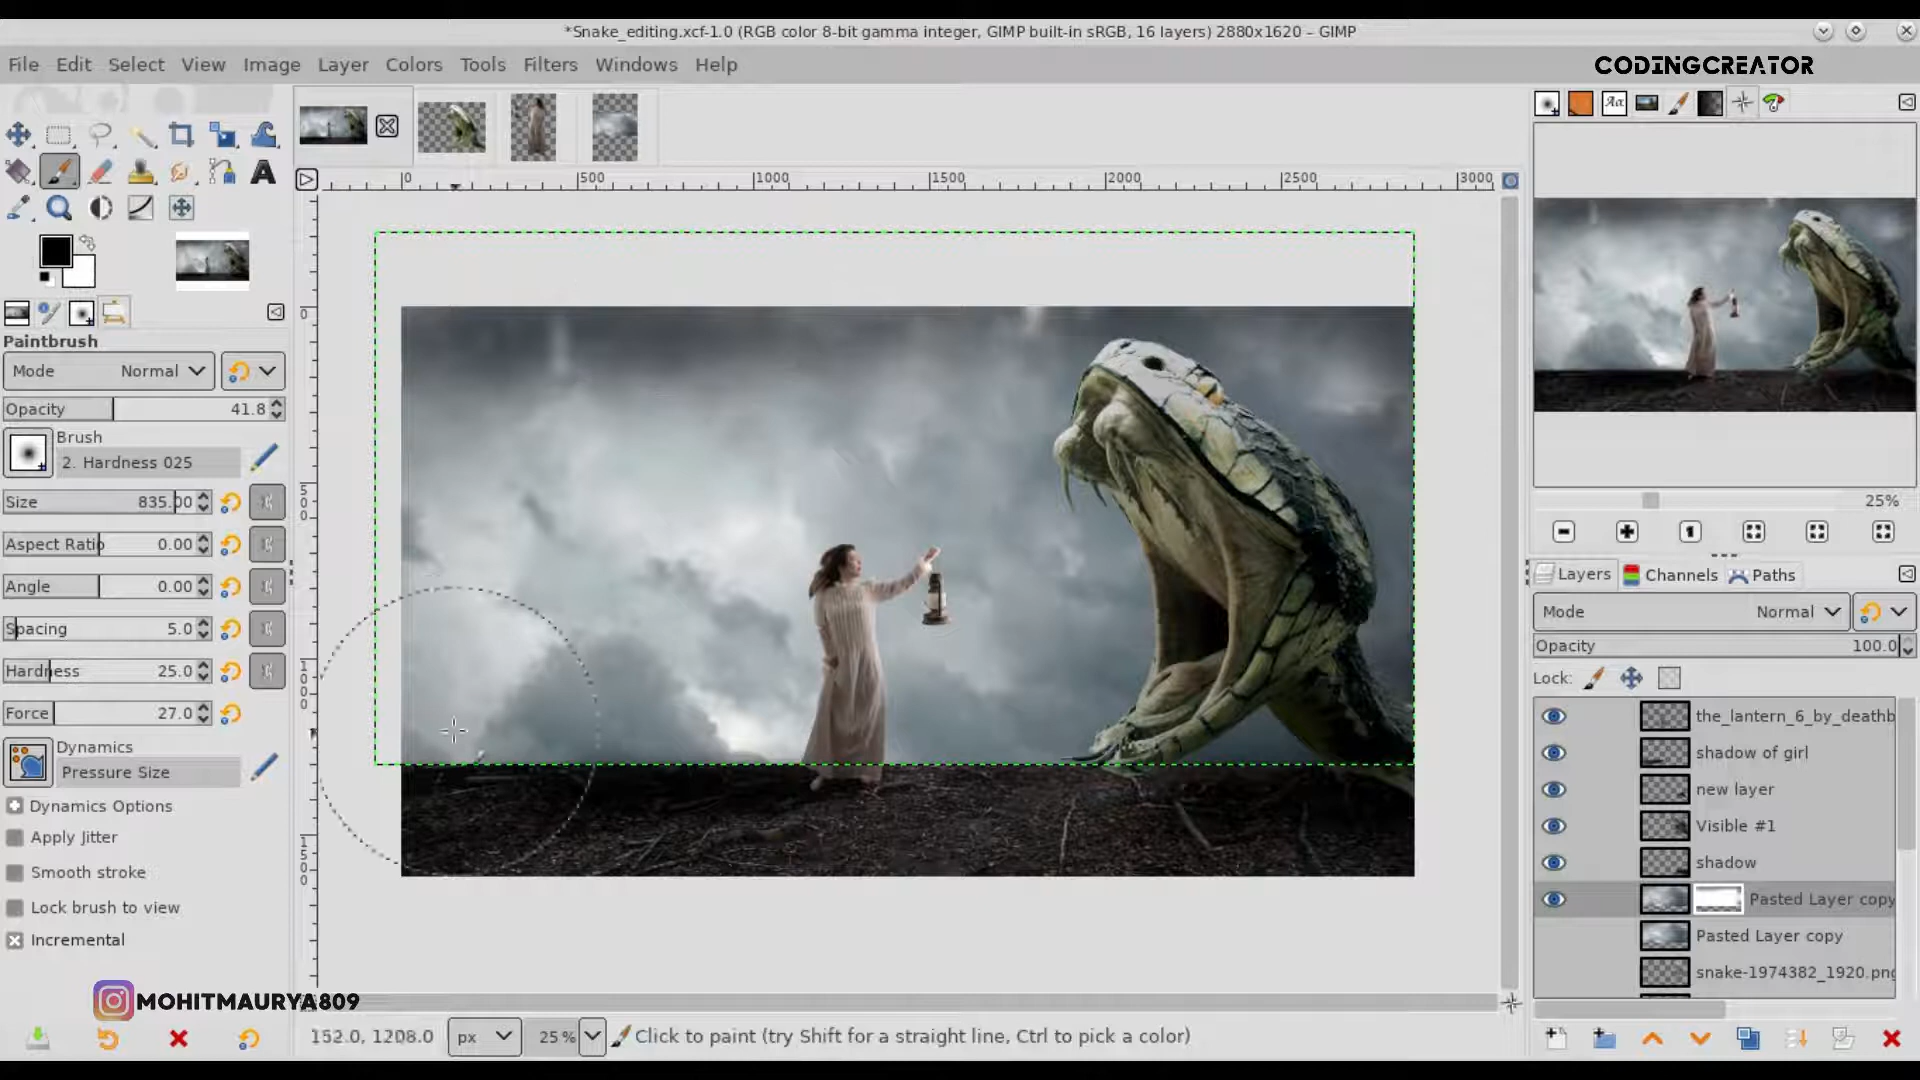 *Snake_editing.xcf-1.0 (RGB color 8-bit gamma integer, GIMP built-in sRGB, 16 layers) 2880x1620 – GIMP
File Edit Select View Image Layer Colors Tools Filters Windows Help
CODINGCREATOR
Aα
A
0 500 1000 1500 2000 2500 3000
0
500
1000
1500
Paintbrush
Mode Normal
Opacity 41.8
Brush
2. Hardness 025
Size 835.00
Aspect Ratio 0.00
Angle 0.00
Spacing 5.0
Hardness 25.0
Force 27.0
Dynamics
Pressure Size
Dynamics Options
Apply Jitter
Smooth stroke
Lock brush to view
Incremental
MOHITMAURYA809
152.0, 1208.0 px 25 % Click to paint (try Shift for a straight line, Ctrl to pick a color)
25%
Layers Channels Paths
Mode Normal
Opacity 100.0
Lock:
the_lantern_6_by_deathb
shadow of girl
new layer
Visible #1
shadow
Pasted Layer copy
Pasted Layer copy
snake-1974382_1920.png